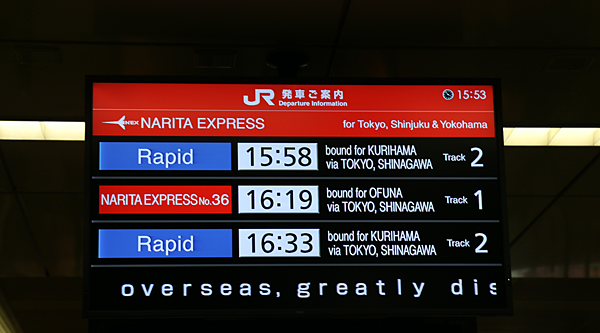 JR 発車ご案内 15:53
Departure Information
NEX NARITA EXPRESS for Tokyo, Shinjuku & Yokohama
Rapid 15:58 bound for KURIHAMA Track 2
via TOKYO, SHINAGAWA
NARITA EXPRESS No.36 16:19 bound for OFUNA Track 1
via TOKYO, SHINAGAWA
Rapid 16:33 bound for KURIHAMA Track 2
via TOKYO, SHINAGAWA
overseas, greatly dis